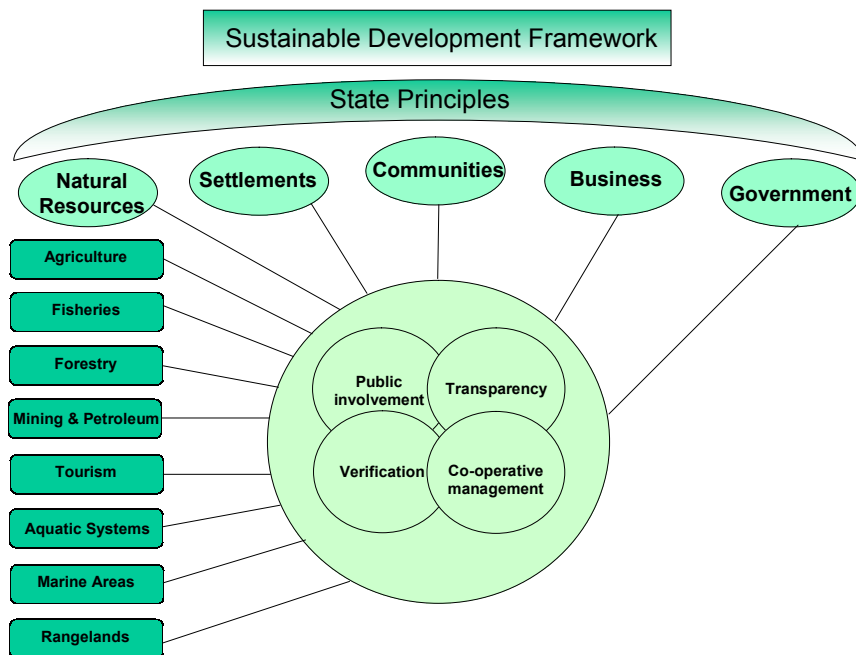 Sustainable Development Framework
State Principles
Natural
Resources
Settlements
Communities
Business
Government
Agriculture
Fisheries
Forestry
Mining & Petroleum
Tourism
Aquatic Systems
Marine Areas
Rangelands
Public
involvement
Transparency
Verification
Co-operative
management